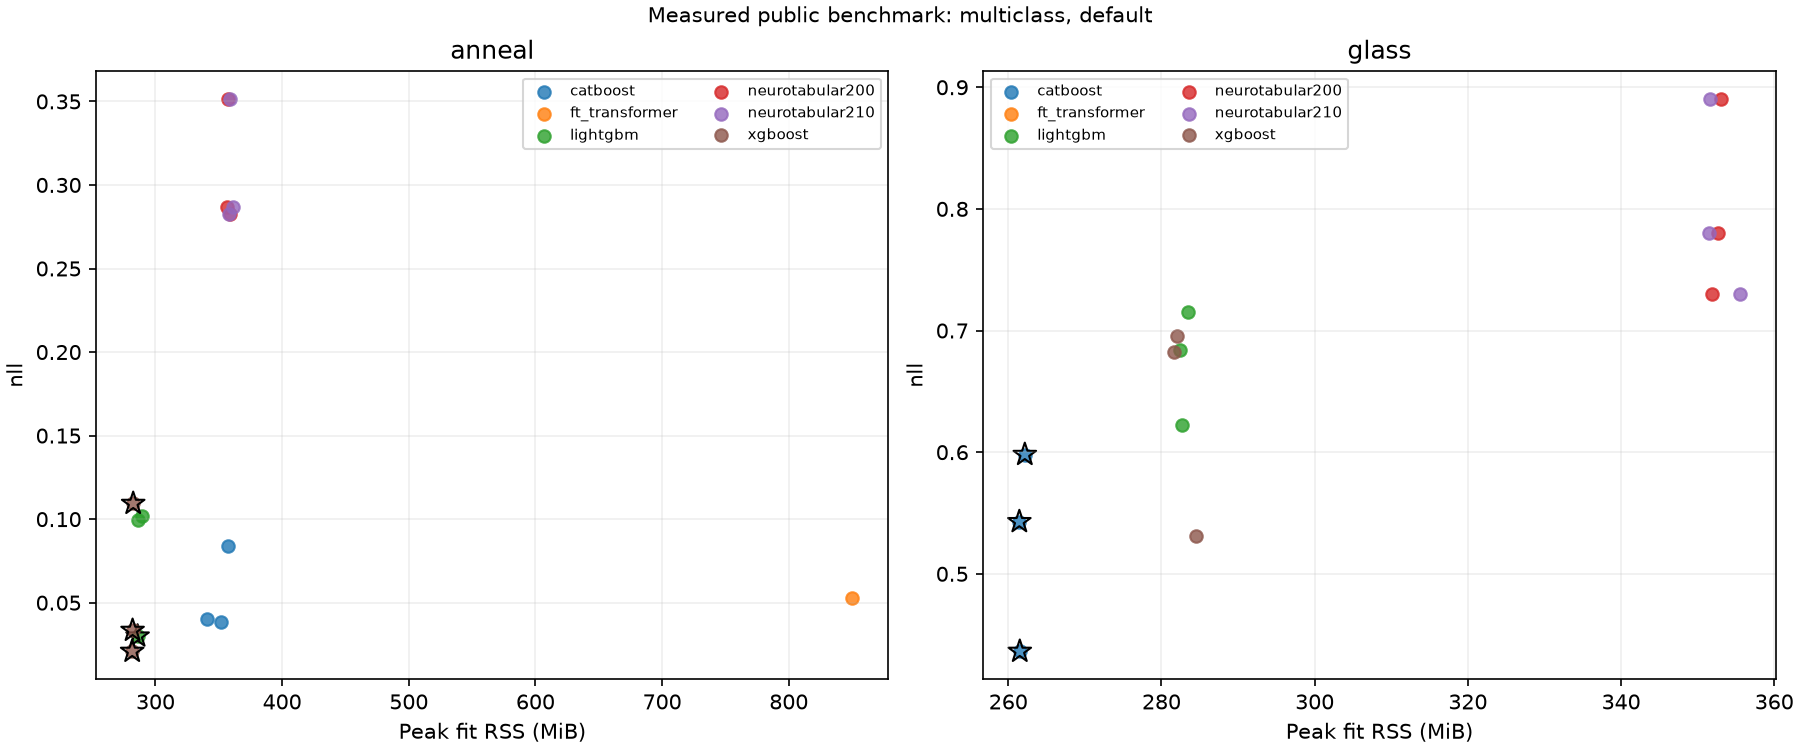 Measured public benchmark: multiclass, default
anneal
catboost
ft_transformer
lightgbm
neurotabular200
neurotabular210
xgboost
0.35
0.30
0.25
0.20
0.15
0.10
0.05
nll
300
400
500
600
700
800
Peak fit RSS (MiB)
glass
catboost
ft_transformer
lightgbm
neurotabular200
neurotabular210
xgboost
0.9
0.8
0.7
0.6
0.5
nll
260
280
300
320
340
360
Peak fit RSS (MiB)